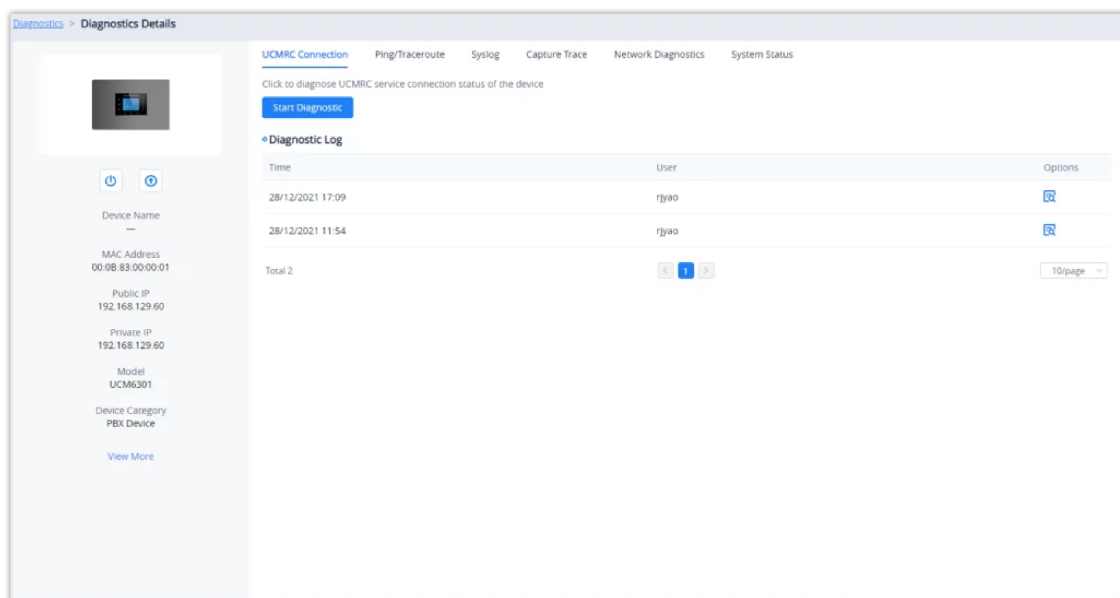 Diagnostics > Diagnostics Details
UCMRC Connection Ping/Traceroute Syslog Capture Trace Network Diagnostics System Status
Click to diagnose UCMRC service connection status of the device
Start Diagnostic
Diagnostic Log
Time User Options
28/12/2021 17:09 rjyao
28/12/2021 11:54 rjyao
Total 2 < 1 > 10/page
Device Name
—
MAC Address
00:0B:83:00:00:01
Public IP
192.168.129.60
Private IP
192.168.129.60
Model
UCM6301
Device Category
PBX Device
View More